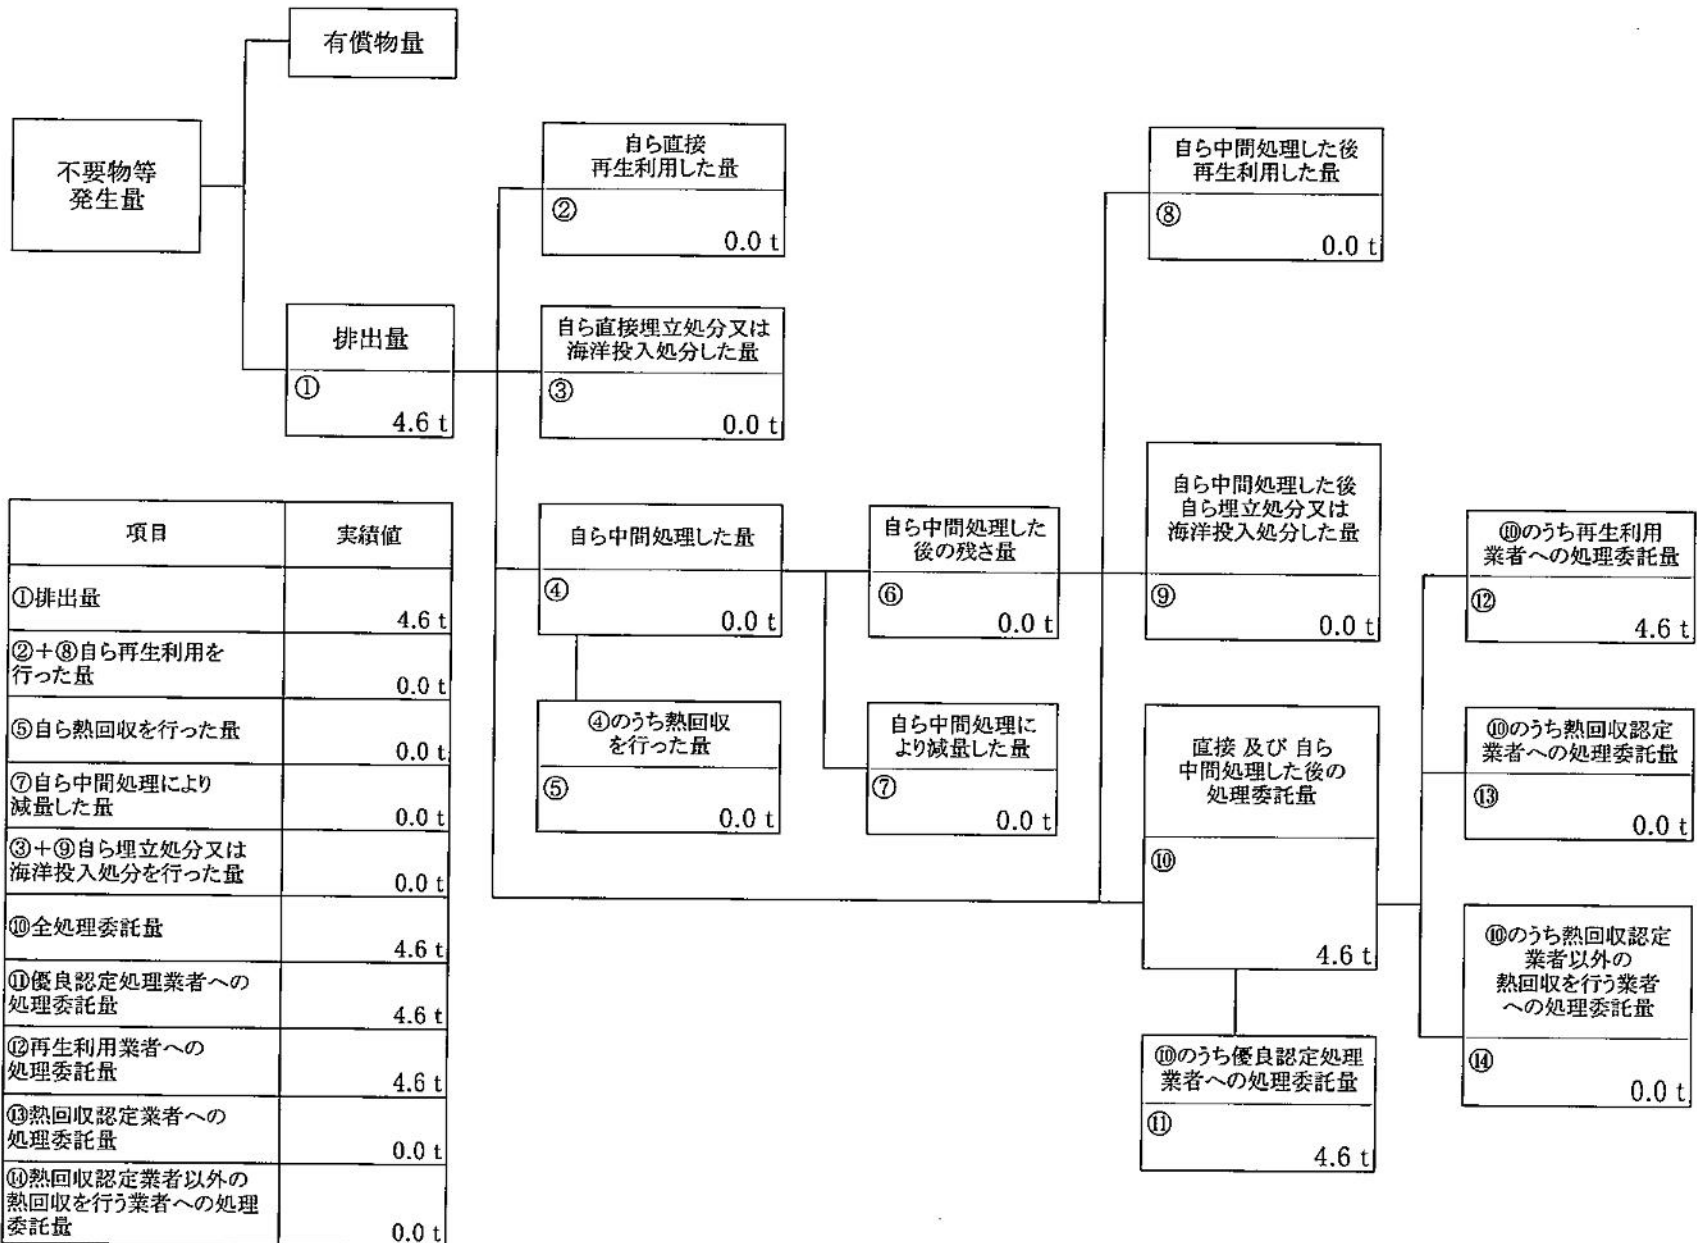 有償物量
不要物等
発生量
自ら直接
再生利用した量
②
0.0 t
自ら中間処理した後
再生利用した量
⑧
0.0 t
排出量
①
4.6 t
自ら直接埋立処分又は
海洋投入処分した量
③
0.0 t
自ら中間処理した量
④
0.0 t
自ら中間処理した
後の残さ量
⑥
0.0 t
自ら中間処理した後
自ら埋立処分又は
海洋投入処分した量
⑨
0.0 t
⑩のうち再生利用
業者への処理委託量
⑫
4.6 t
④のうち熱回収
を行った量
⑤
0.0 t
自ら中間処理に
より減量した量
⑦
0.0 t
直接 及び 自ら
中間処理した後の
処理委託量
⑩
4.6 t
⑩のうち熱回収認定
業者への処理委託量
⑬
0.0 t
⑩のうち熱回収認定
業者以外の
熱回収を行う業者
への処理委託量
⑭
0.0 t
⑩のうち優良認定処理
業者への処理委託量
⑪
4.6 t
項目 実績値
①排出量
4.6 t
②+⑧自ら再生利用を
行った量
0.0 t
⑤自ら熱回収を行った量
0.0 t
⑦自ら中間処理により
減量した量
0.0 t
③+⑨自ら埋立処分又は
海洋投入処分を行った量
0.0 t
⑩全処理委託量
4.6 t
⑪優良認定処理業者への
処理委託量
4.6 t
⑫再生利用業者への
処理委託量
4.6 t
⑬熱回収認定業者への
処理委託量
0.0 t
⑭熱回収認定業者以外の
熱回収を行う業者への処理
委託量
0.0 t